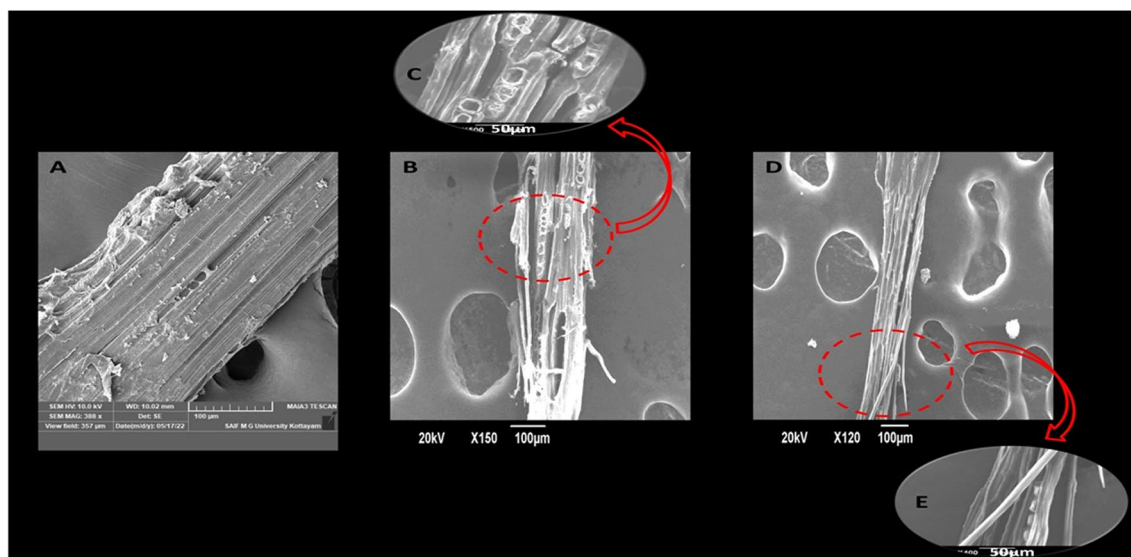 C
50µm
A
B
D
SEM HV: 10.0 kV WD: 10.02 mm MAIA3 TESCAN
SEM MAG: 388 x Det: SE 100 µm
View field: 357 µm Date(m/d/y): 05/17/22 SAIF M G University Kottayam
20kV X150 100µm
20kV X120 100µm
E
50µm